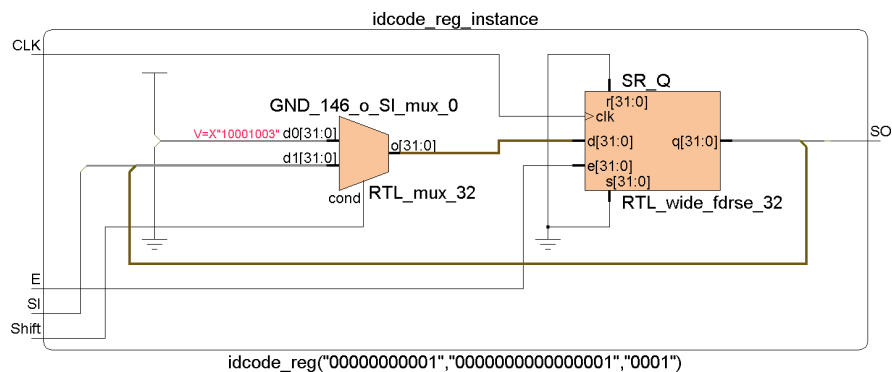 idcode_reg_instance
CLK
SR_Q
r[31:0]
GND_146_o_SI_mux_0
clk
V=X"10001003" d0[31:0]
o[31:0]
d[31:0]
q[31:0]
SO
d1[31:0]
e[31:0]
s[31:0]
cond
RTL_mux_32
RTL_wide_fdrse_32
E
SI
Shift
idcode_reg("00000000001","0000000000000001","0001")